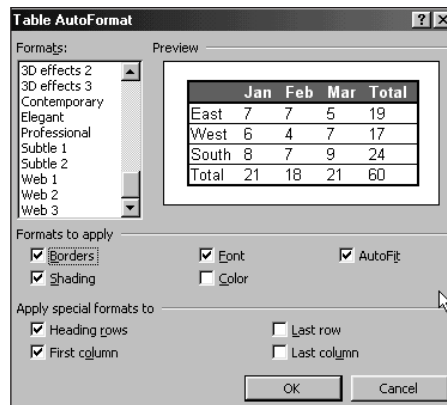 Table AutoFormat
Formats: Preview
3D effects 2
3D effects 3
Contemporary
Elegant
Professional
Subtle 1
Subtle 2
Web 1
Web 2
Web 3
Jan Feb Mar Total
East 7 7 5 19
West 6 4 7 17
South 8 7 9 24
Total 21 18 21 60
Formats to apply
Borders Font AutoFit
Shading Color
Apply special formats to
Heading rows Last row
First column Last column
OK Cancel